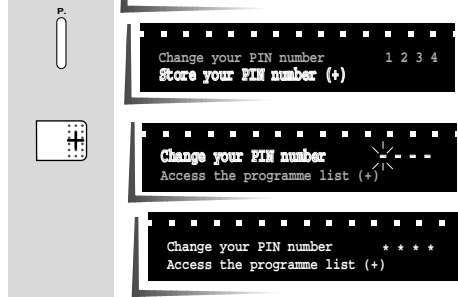 P.
Change your PIN number 1 2 3 4
Store your PIN number (+)
+
Change your PIN number - - - -
Access the programme list (+)
Change your PIN number * * * *
Access the programme list (+)